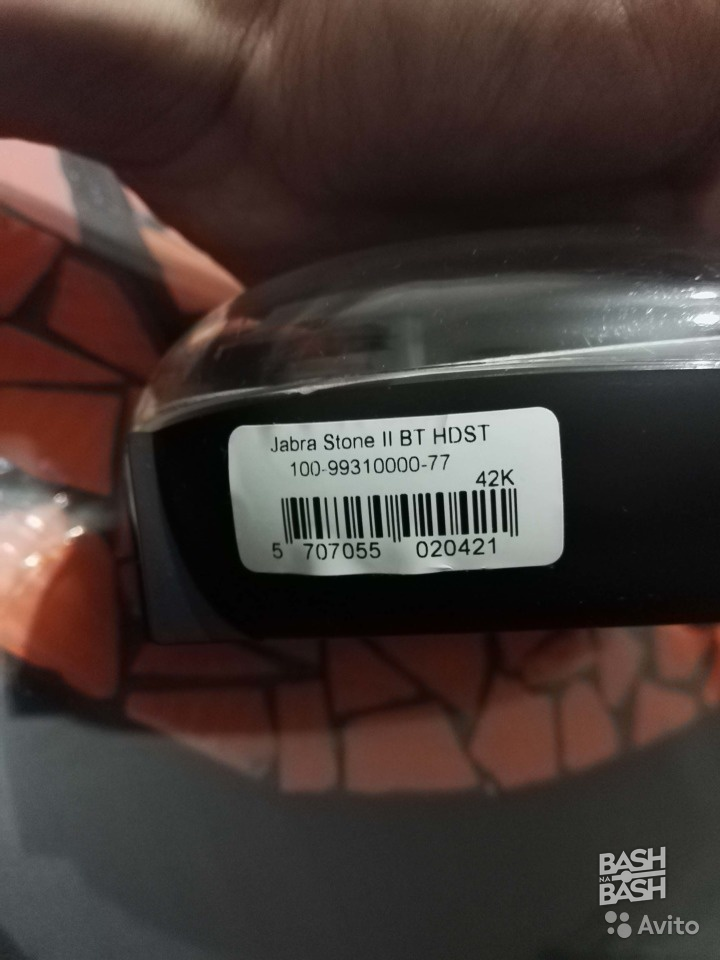 Jabra Stone II BT HDST
100-99310000-77
42K
5 707055 020421
BASH
NA
BASH
Avito